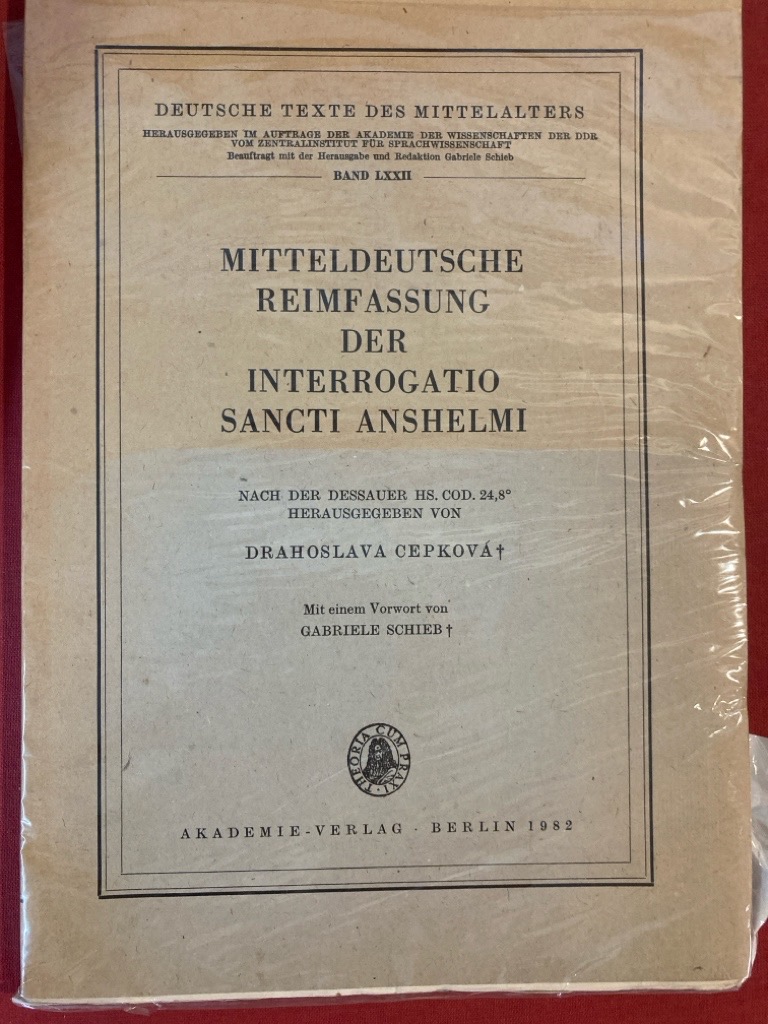 DEUTSCHE TEXTE DES MITTELALTERS
HERAUSGEGEBEN IM AUFTRAGE DER AKADEMIE DER WISSENSCHAFTEN DER DDR
VOM ZENTRALINSTITUT FÜR SPRACHWISSENSCHAFT
Beauftragt mit der Herausgabe und Redaktion Gabriele Schieb
BAND LXXII
MITTELDEUTSCHE
REIMFASSUNG
DER
INTERROGATIO
SANCTI ANSHELMI
NACH DER DESSAUER HS. COD. 24,8°
HERAUSGEGEBEN VON
DRAHOSLAVA CEPKOVÁ†
Mit einem Vorwort von
GABRIELE SCHIEB†
THEORIA CUM PRAXI
AKADEMIE-VERLAG · BERLIN 1982